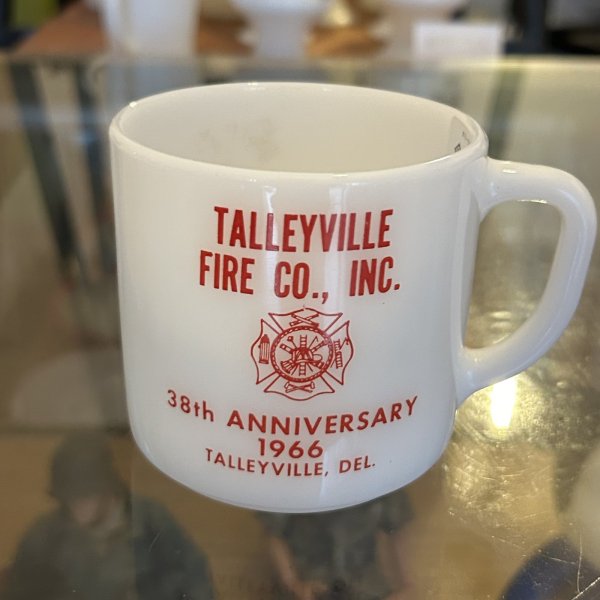 TALLEYVILLE
FIRE CO., INC.
38th ANNIVERSARY
1966
TALLEYVILLE, DEL.